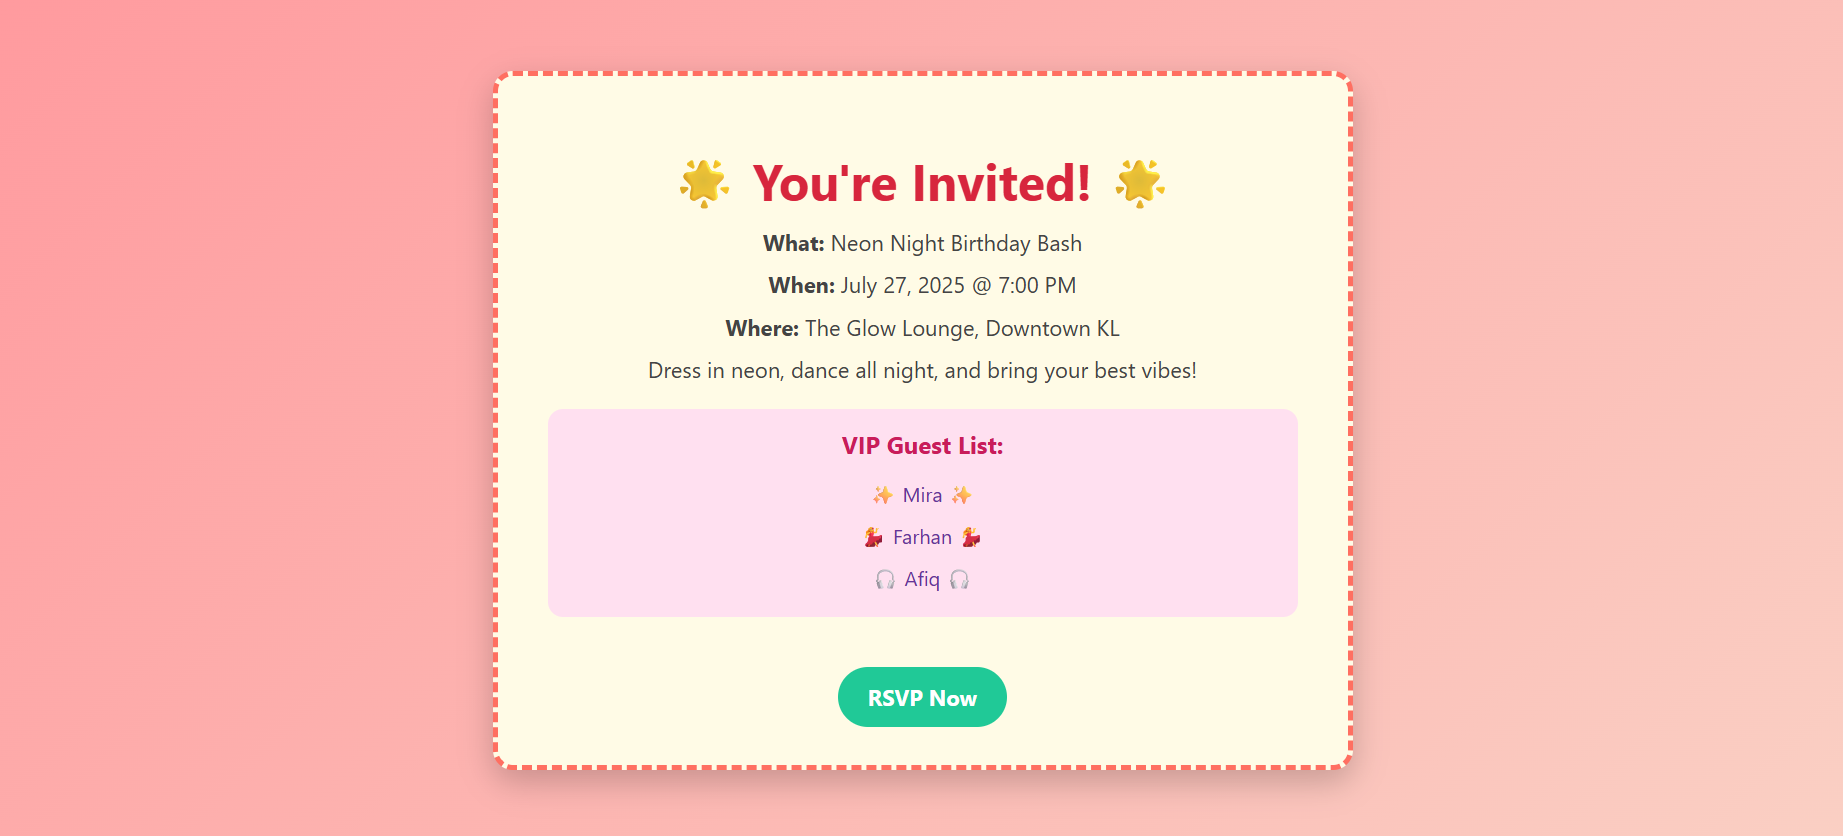 🌟 You're Invited! 🌟
What: Neon Night Birthday Bash
When: July 27, 2025 @ 7:00 PM
Where: The Glow Lounge, Downtown KL
Dress in neon, dance all night, and bring your best vibes!
VIP Guest List:
✨ Mira ✨
💃 Farhan 💃
🎧 Afiq 🎧
RSVP Now